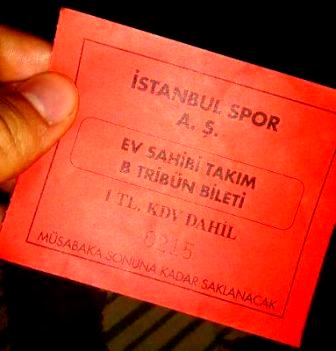 İSTANBUL SPOR
A. Ş.
EV SAHİBİ TAKIM
B TRİBÜN BİLETİ
1 TL. KDV DAHİL
0215
MÜSABAKA SONUNA KADAR SAKLANACAK